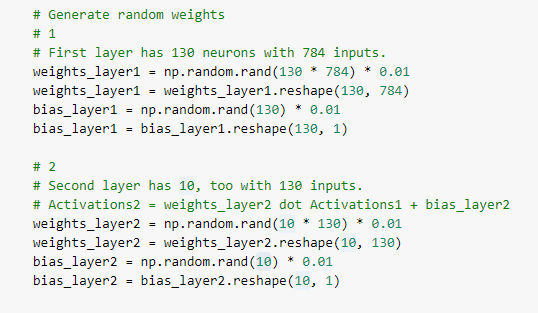 # Generate random weights
# 1
# First layer has 130 neurons with 784 inputs.
weights_layer1 = np.random.rand(130 * 784) * 0.01
weights_layer1 = weights_layer1.reshape(130, 784)
bias_layer1 = np.random.rand(130) * 0.01
bias_layer1 = bias_layer1.reshape(130, 1)
# 2
# Second layer has 10, too with 130 inputs.
# Activations2 = weights_layer2 dot Activations1 + bias_layer2
weights_layer2 = np.random.rand(10 * 130) * 0.01
weights_layer2 = weights_layer2.reshape(10, 130)
bias_layer2 = np.random.rand(10) * 0.01
bias_layer2 = bias_layer2.reshape(10, 1)